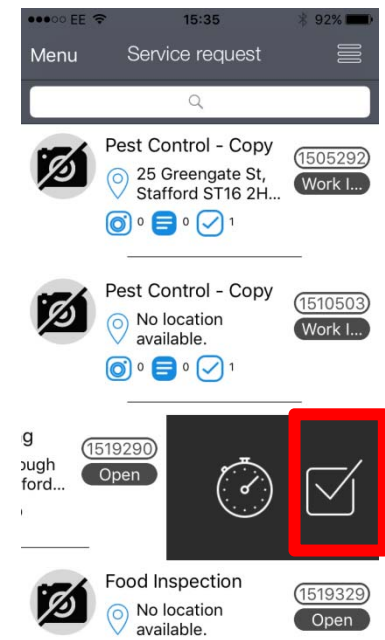 EE 15:35 92%
Menu Service request
Pest Control - Copy
1505292
25 Greengate St,
Stafford ST16 2H...
Work I...
0 0 1
Pest Control - Copy
1510503
No location
available.
Work I...
0 0 1
g
1519290
ough
ford...
Open
Food Inspection
1519329
No location
available.
Open